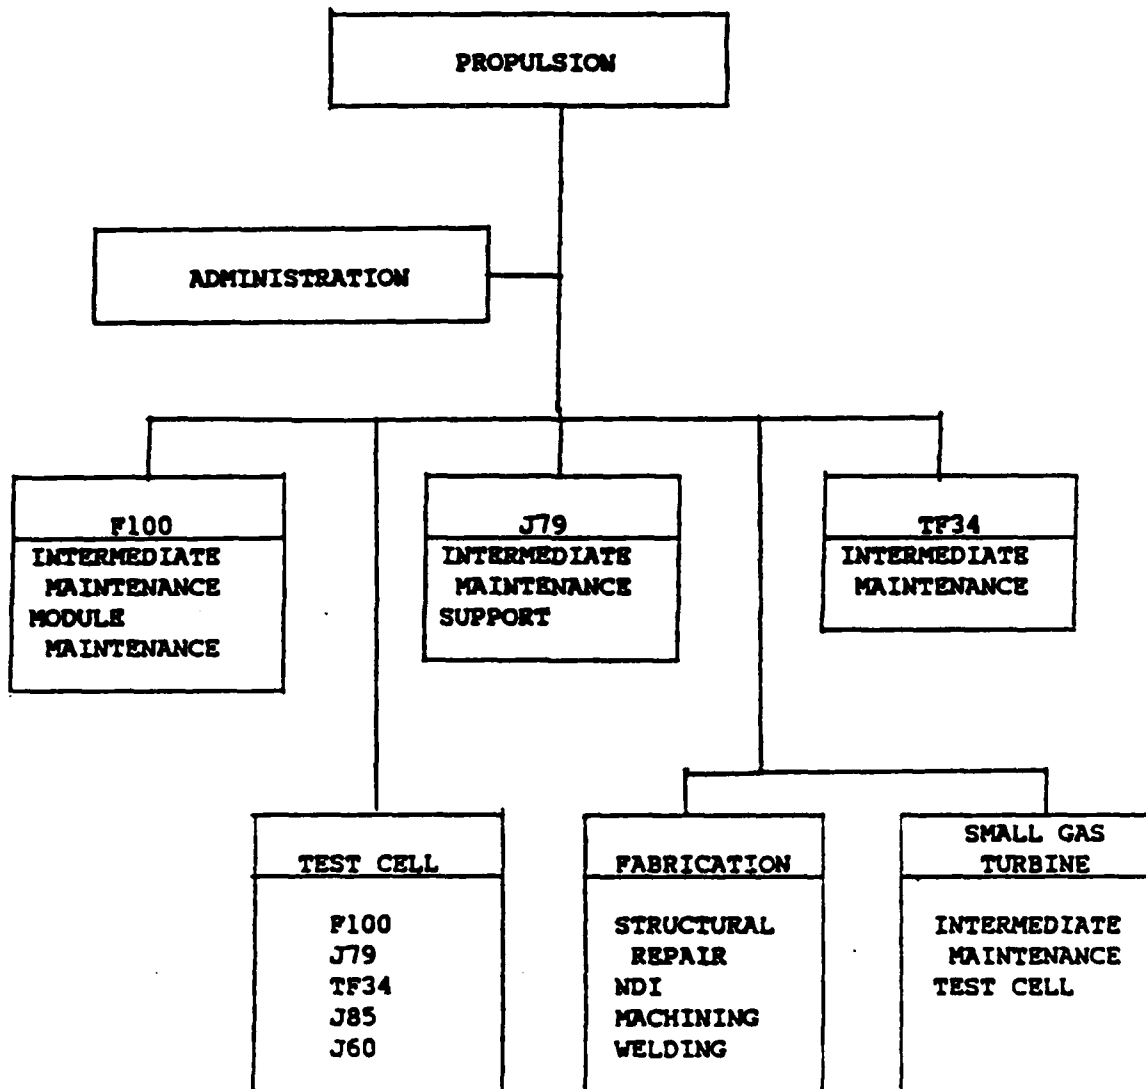 PROPULSION
ADMINISTRATION
F100
INTERMEDIATE
MAINTENANCE
MODULE
MAINTENANCE
J79
INTERMEDIATE
MAINTENANCE
SUPPORT
TF34
INTERMEDIATE
MAINTENANCE
TEST CELL
F100
J79
TF34
J85
J60
FABRICATION
STRUCTURAL
REPAIR
NDI
MACHINING
WELDING
SMALL GAS
TURBINE
INTERMEDIATE
MAINTENANCE
TEST CELL